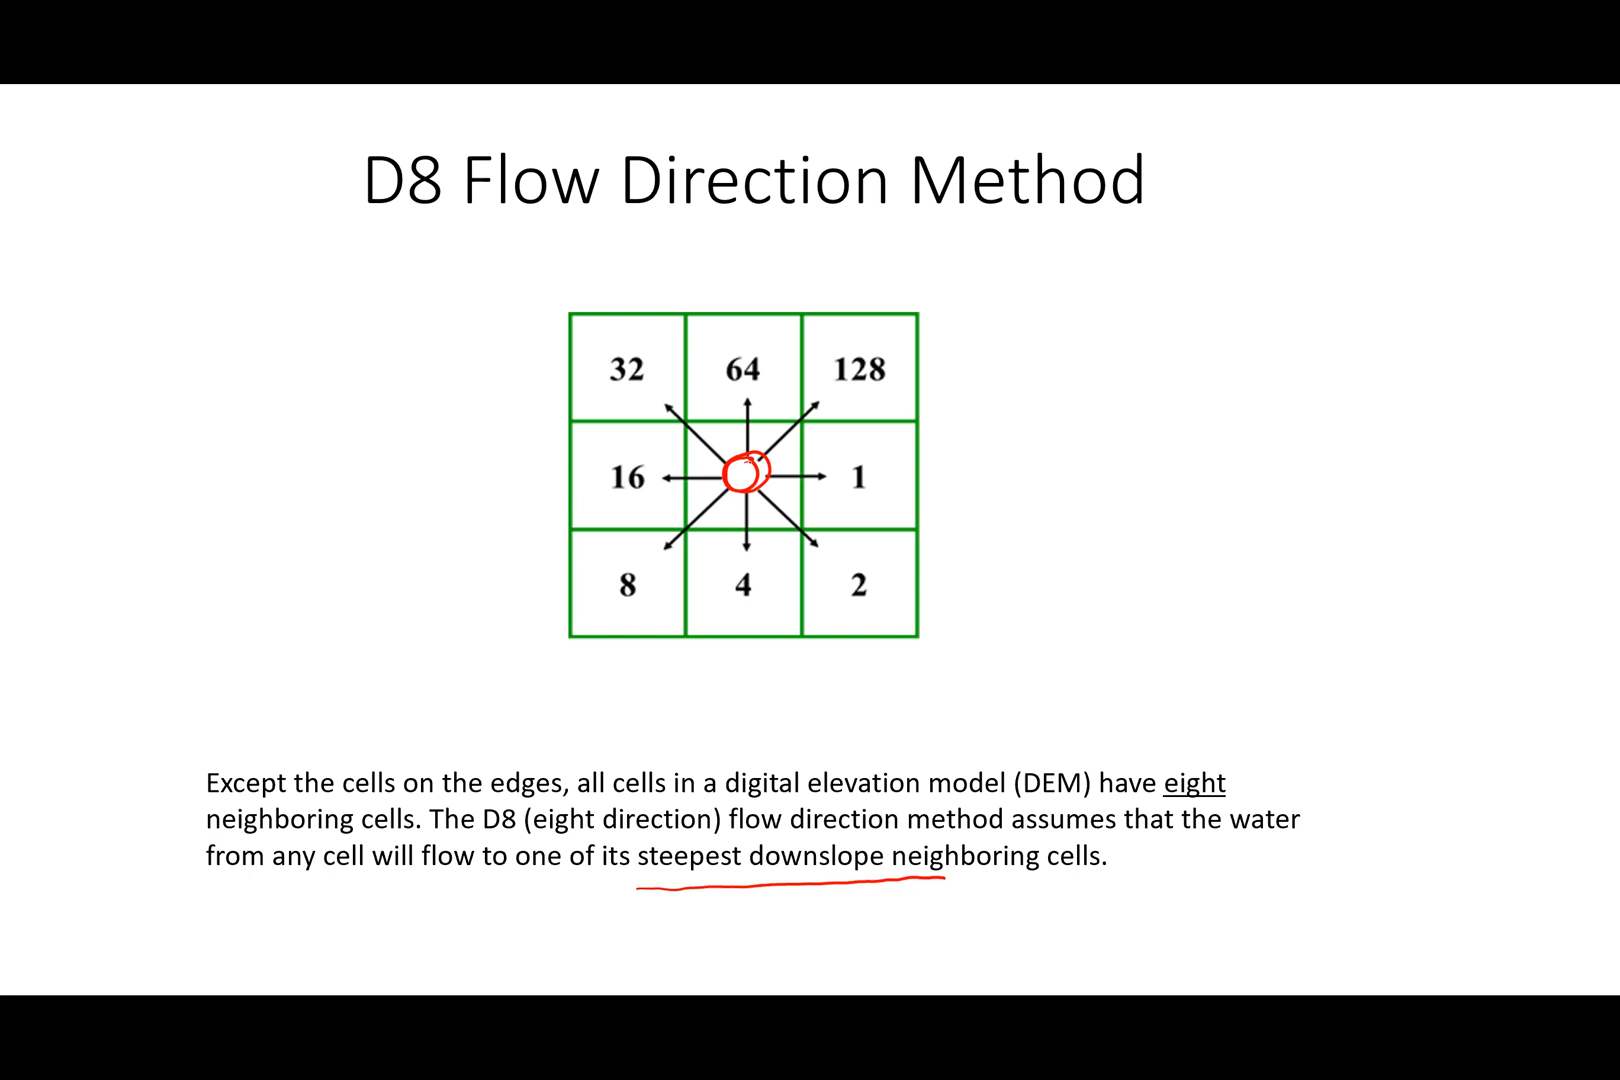 D8 Flow Direction Method
32 64 128
16 1
8 4 2
Except the cells on the edges, all cells in a digital elevation model (DEM) have eight
neighboring cells. The D8 (eight direction) flow direction method assumes that the water
from any cell will flow to one of its steepest downslope neighboring cells.